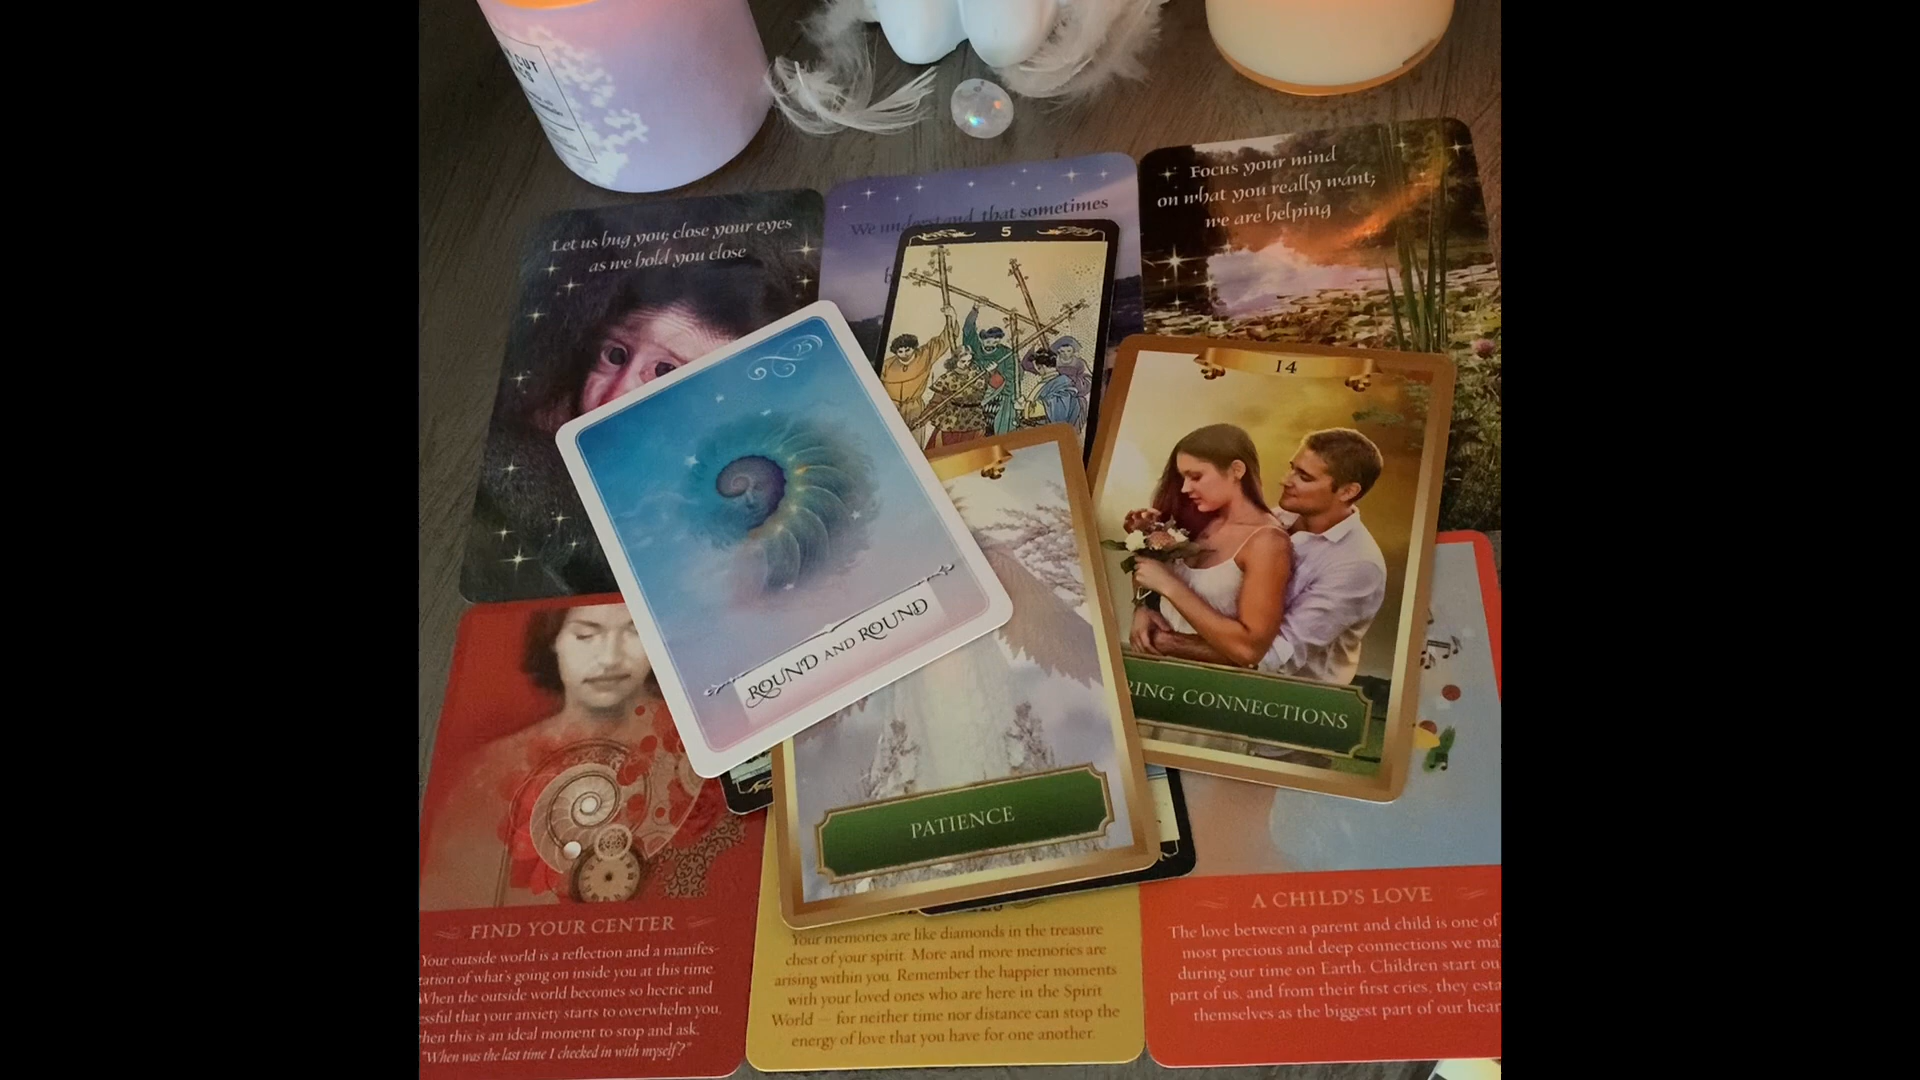 CUT
Let us hug you; close your eyes
as we hold you close
We understand that sometimes
Focus your mind
on what you really want;
we are helping
5
25
ROUND AND ROUND
14
RING CONNECTIONS
PATIENCE
FIND YOUR CENTER
Your outside world is a reflection and a manifes-
tation of what's going on inside you at this time.
When the outside world becomes so hectic and
essful that your anxiety starts to overwhelm you,
then this is an ideal moment to stop and ask,
"When was the last time I checked in with myself?"
Your memories are like diamonds in the treasure
chest of your spirit. More and more memories are
arising within you. Remember the happier moments
with your loved ones who are here in the Spirit
World — for neither time nor distance can stop the
energy of love that you have for one another.
A CHILD'S LOVE
The love between a parent and child is one of
most precious and deep connections we ma
during our time on Earth. Children start ou
part of us, and from their first cries, they esta
themselves as the biggest part of our hear